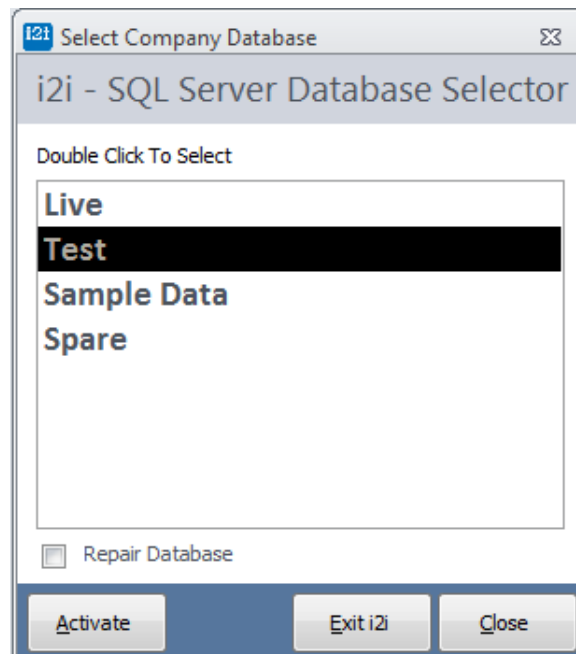 i2i Select Company Database
i2i - SQL Server Database Selector
Double Click To Select
Live
Test
Sample Data
Spare
Repair Database
Activate Exit i2i Close